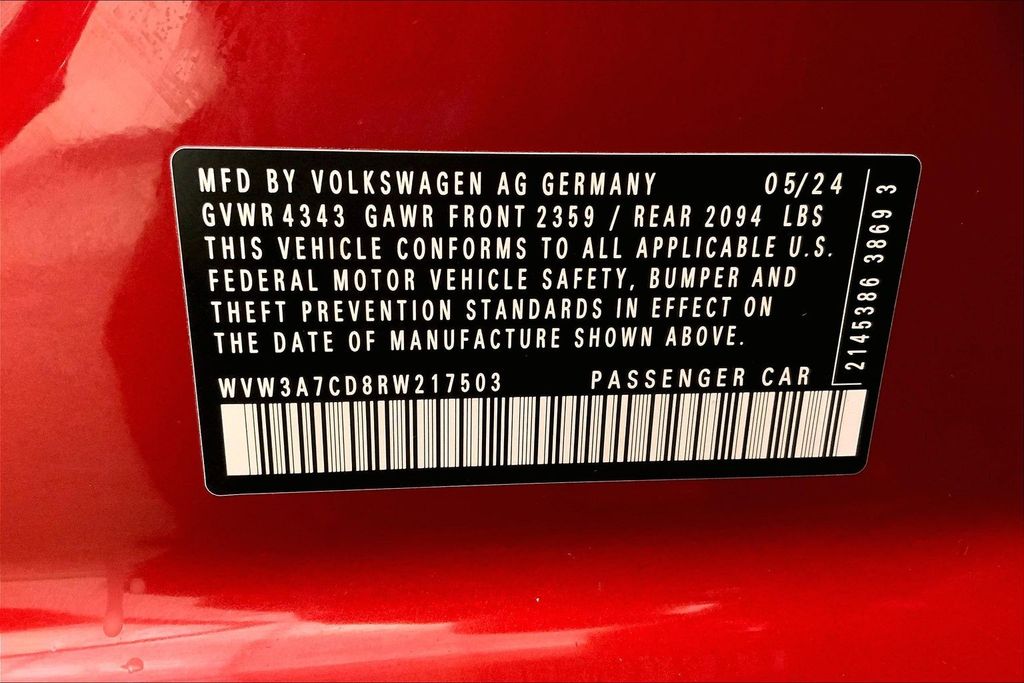 MFD BY VOLKSWAGEN AG GERMANY 05/24
GVWR 4343 GAWR FRONT 2359 / REAR 2094 LBS
THIS VEHICLE CONFORMS TO ALL APPLICABLE U.S.
FEDERAL MOTOR VEHICLE SAFETY, BUMPER AND
THEFT PREVENTION STANDARDS IN EFFECT ON
THE DATE OF MANUFACTURE SHOWN ABOVE.
WVW3A7CD8RW217503 PASSENGER CAR
2145386 3869 3